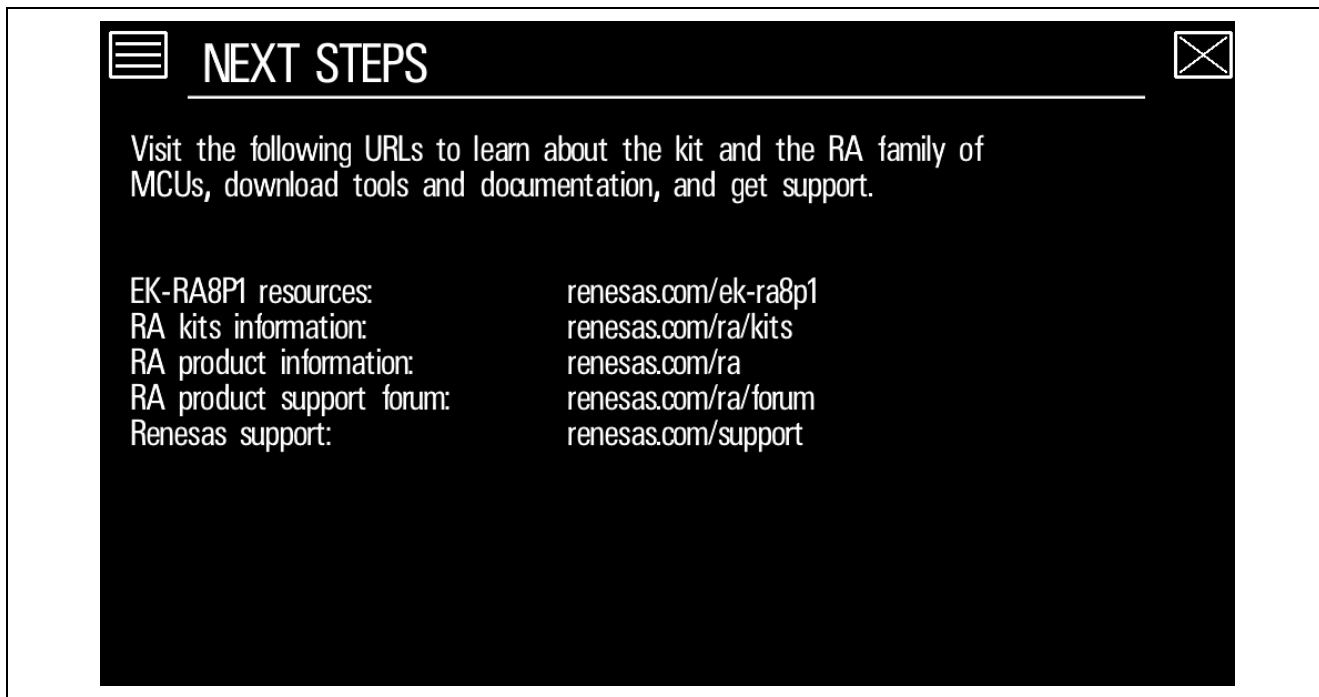 NEXT STEPS
Visit the following URLs to learn about the kit and the RA family of
MCUs, download tools and documentation, and get support.
EK-RA8P1 resources: renesas.com/ek-ra8p1
RA kits information: renesas.com/ra/kits
RA product information: renesas.com/ra
RA product support forum: renesas.com/ra/forum
Renesas support: renesas.com/support